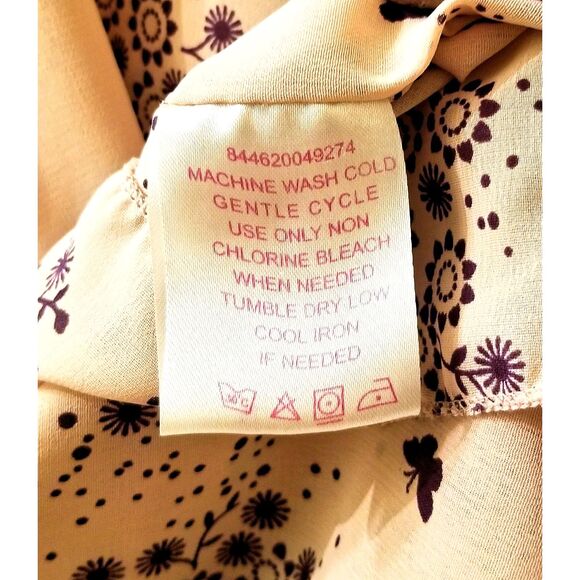 844620049274
MACHINE WASH COLD
GENTLE CYCLE
USE ONLY NON
CHLORINE BLEACH
WHEN NEEDED
TUMBLE DRY LOW
COOL IRON
IF NEEDED
30°C